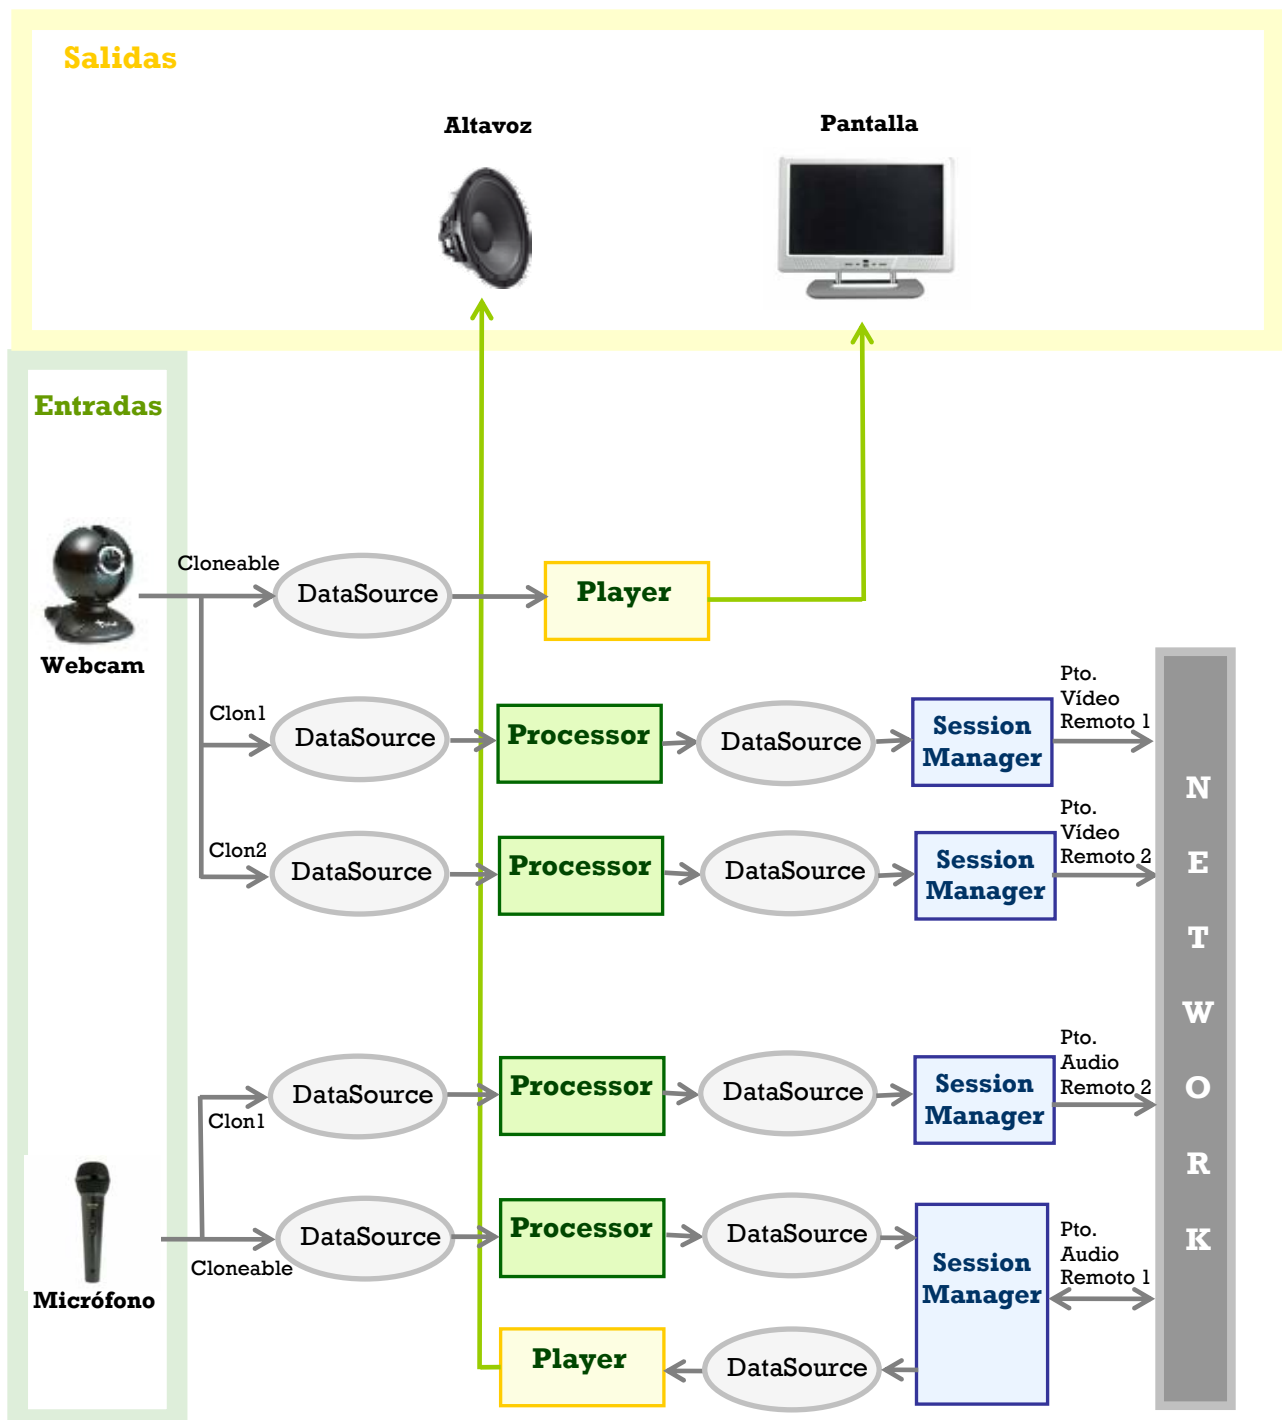 Salidas
Altavoz
Pantalla
Entradas
Webcam
Cloneable
DataSource
Player
Clon1
DataSource
Processor
DataSource
Session
Manager
Pto.
Vídeo
Remoto 1
Clon2
DataSource
Processor
DataSource
Session
Manager
Pto.
Vídeo
Remoto 2
Clon1
DataSource
Processor
DataSource
Session
Manager
Pto.
Audio
Remoto 2
Micrófono
Cloneable
DataSource
Processor
DataSource
Session
Manager
Pto.
Audio
Remoto 1
Player
DataSource
N
E
T
W
O
R
K